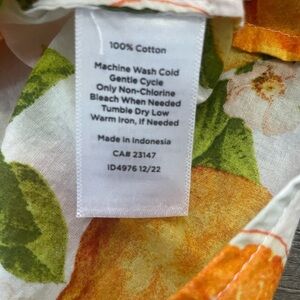 100% Cotton
Machine Wash Cold
Gentle Cycle
Only Non-Chlorine
Bleach When Needed
Tumble Dry Low
Warm Iron, if Needed
Made in Indonesia
CA# 23147
ID4976 12/22